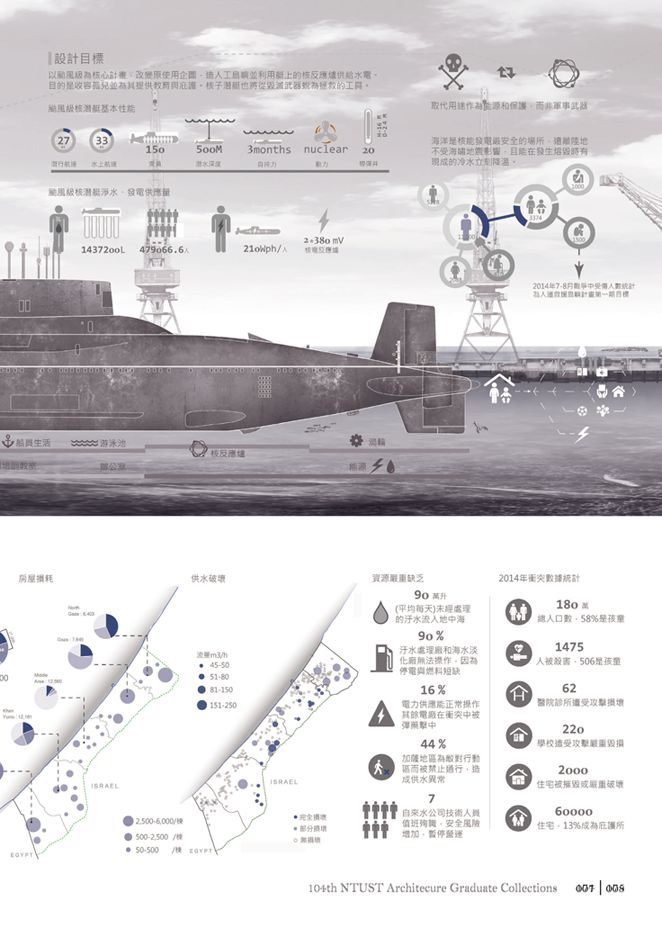 設計目標
以颱風級為核心計畫，改變原使用企圖，造人工島嶼並利用艇上的核反應爐供給水電。
目的是收容孤兒並為其提供教育與庇護，核子潛艇也將從毀滅武器蛻為拯救的工具。
颱風級核潛艇基本性能
27
潛行航速
33
水上航速
150
乘員
500M
潛水深度
3months
自持力
nuclear
動力
20
導彈井
颱風級核潛艇淨水、發電供應量
1437200L
479066.6人
210Wph/人
2*380 mV
核電反應爐
取代用途作為能源和保護，而非軍事武器
海洋是核能發電最安全的場所，遠離陸地
不受海嘯地震影響，且能在發生熔毀時有
現成的冷水立刻降溫。
1000
3374
1500
2014年7-8月戰爭中受傷人數統計
為人道救援島嶼計畫第一期目標
船員生活
游泳池
核反應爐
渦輪
辦公室
能源
房屋損耗
North
Gaza : 6,403
Gaza : 7,645
Middle
Area : 12,560
Khan
Yunis : 12,161
ISRAEL
EGYPT
2,500-6,000/棟
500-2,500 /棟
50-500 /棟
供水破壞
流量m3/h
45-50
51-80
81-150
151-250
ISRAEL
EGYPT
完全損壞
部分損壞
無損壞
資源嚴重缺乏
90 萬升
(平均每天)未經處理
的汙水流入地中海
90 %
汙水處理廠和海水淡
化廠無法操作，因為
停電與燃料短缺
16 %
電力供應能正常操作
其餘電廠在衝突中被
彈藥擊中
44 %
加薩地區為敵對行動
區而被禁止通行，造
成供水異常
7
自來水公司技術人員
值班殉職，安全風險
增加，暫停營運
2014年衝突數據統計
180 萬
總人口數，58%是孩童
1475
人被殺害，506是孩童
62
醫院診所遭受攻擊損壞
220
學校遭受攻擊嚴重毀損
2000
住宅被摧毀或嚴重破壞
60000
住宅，13%成為庇護所
104th NTUST Architecure Graduate Collections 007 | 008